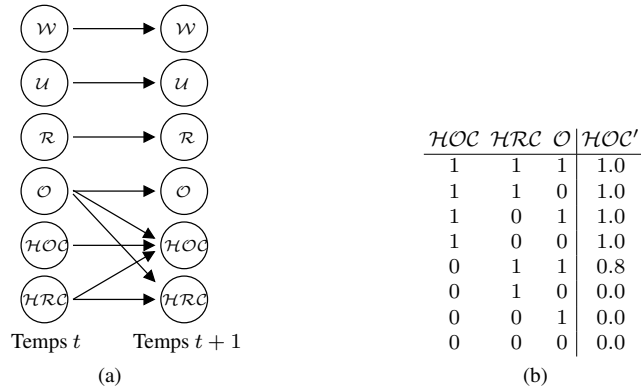 W W
U U
R R
O O
HOC HOC
HRC HRC
Temps t Temps t + 1
(a)
HOC HRC O HOC′
1 1 1 1.0
1 1 0 1.0
1 0 1 1.0
1 0 0 1.0
0 1 1 0.8
0 1 0 0.0
0 0 1 0.0
0 0 0 0.0
(b)